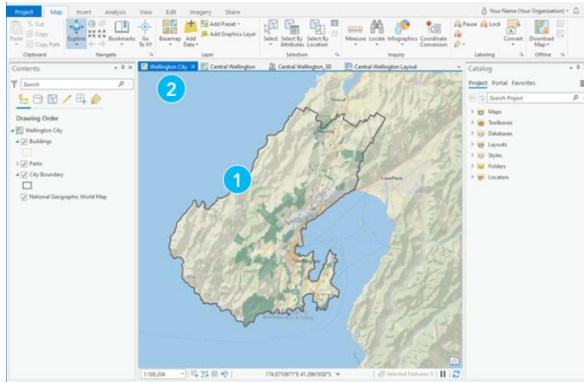 Project Map Insert Analysis View Edit Imagery Share
Your Name (Your Organization)
Cut
Copy
Copy Path
Paste
Explore
Bookmarks
Go To XY
Basemap
Add Data
Add Preset
Add Graphics Layer
Select
Select By Attributes
Select By Location
Measure
Locate
Infographics
Coordinate Conversion
Pause
Lock
Convert
Download Map
Clipboard Navigate Layer Selection Inquiry Labeling Offline
Contents
Search
Drawing Order
Wellington City
Buildings
Parks
City Boundary
National Geographic World Map
Wellington City Central Wellington Central Wellington_3D Central Wellington Layout
2
1
1:189,204
174.8710971°E 41.2961938°S
Selected Features: 0
Catalog
Project Portal Favorites
Search Project
Maps
Toolboxes
Databases
Layouts
Styles
Folders
Locators